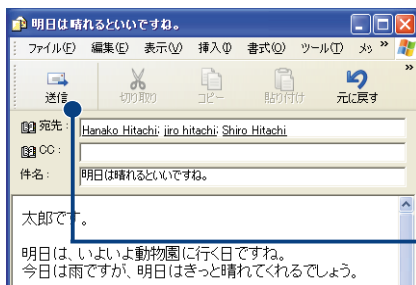 明日は晴れるといいですね。
ファイル(F) 編集(E) 表示(V) 挿入(I) 書式(O) ツール(T) メッ »
送信 切り取り コピー 貼り付け 元に戻す »
宛先: Hanako Hitachi; jiro hitachi; Shiro Hitachi
CC:
件名: 明日は晴れるといいですね。
太郎です。
明日は、いよいよ動物園に行く日ですね。
今日は雨ですが、明日はきっと晴れてくれるでしょう。